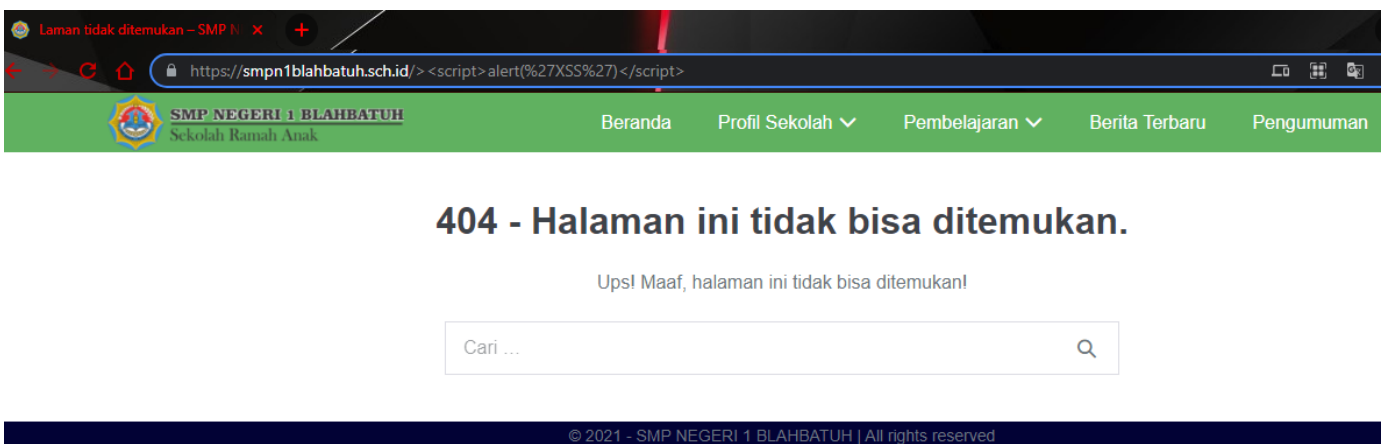 Laman tidak ditemukan – SMP N
https://smpn1blahbatuh.sch.id/><script>alert(%27XSS%27)</script>
SMP NEGERI 1 BLAHBATUH
Sekolah Ramah Anak
Beranda Profil Sekolah Pembelajaran Berita Terbaru Pengumuman
404 - Halaman ini tidak bisa ditemukan.
Ups! Maaf, halaman ini tidak bisa ditemukan!
Cari ...
© 2021 - SMP NEGERI 1 BLAHBATUH | All rights reserved